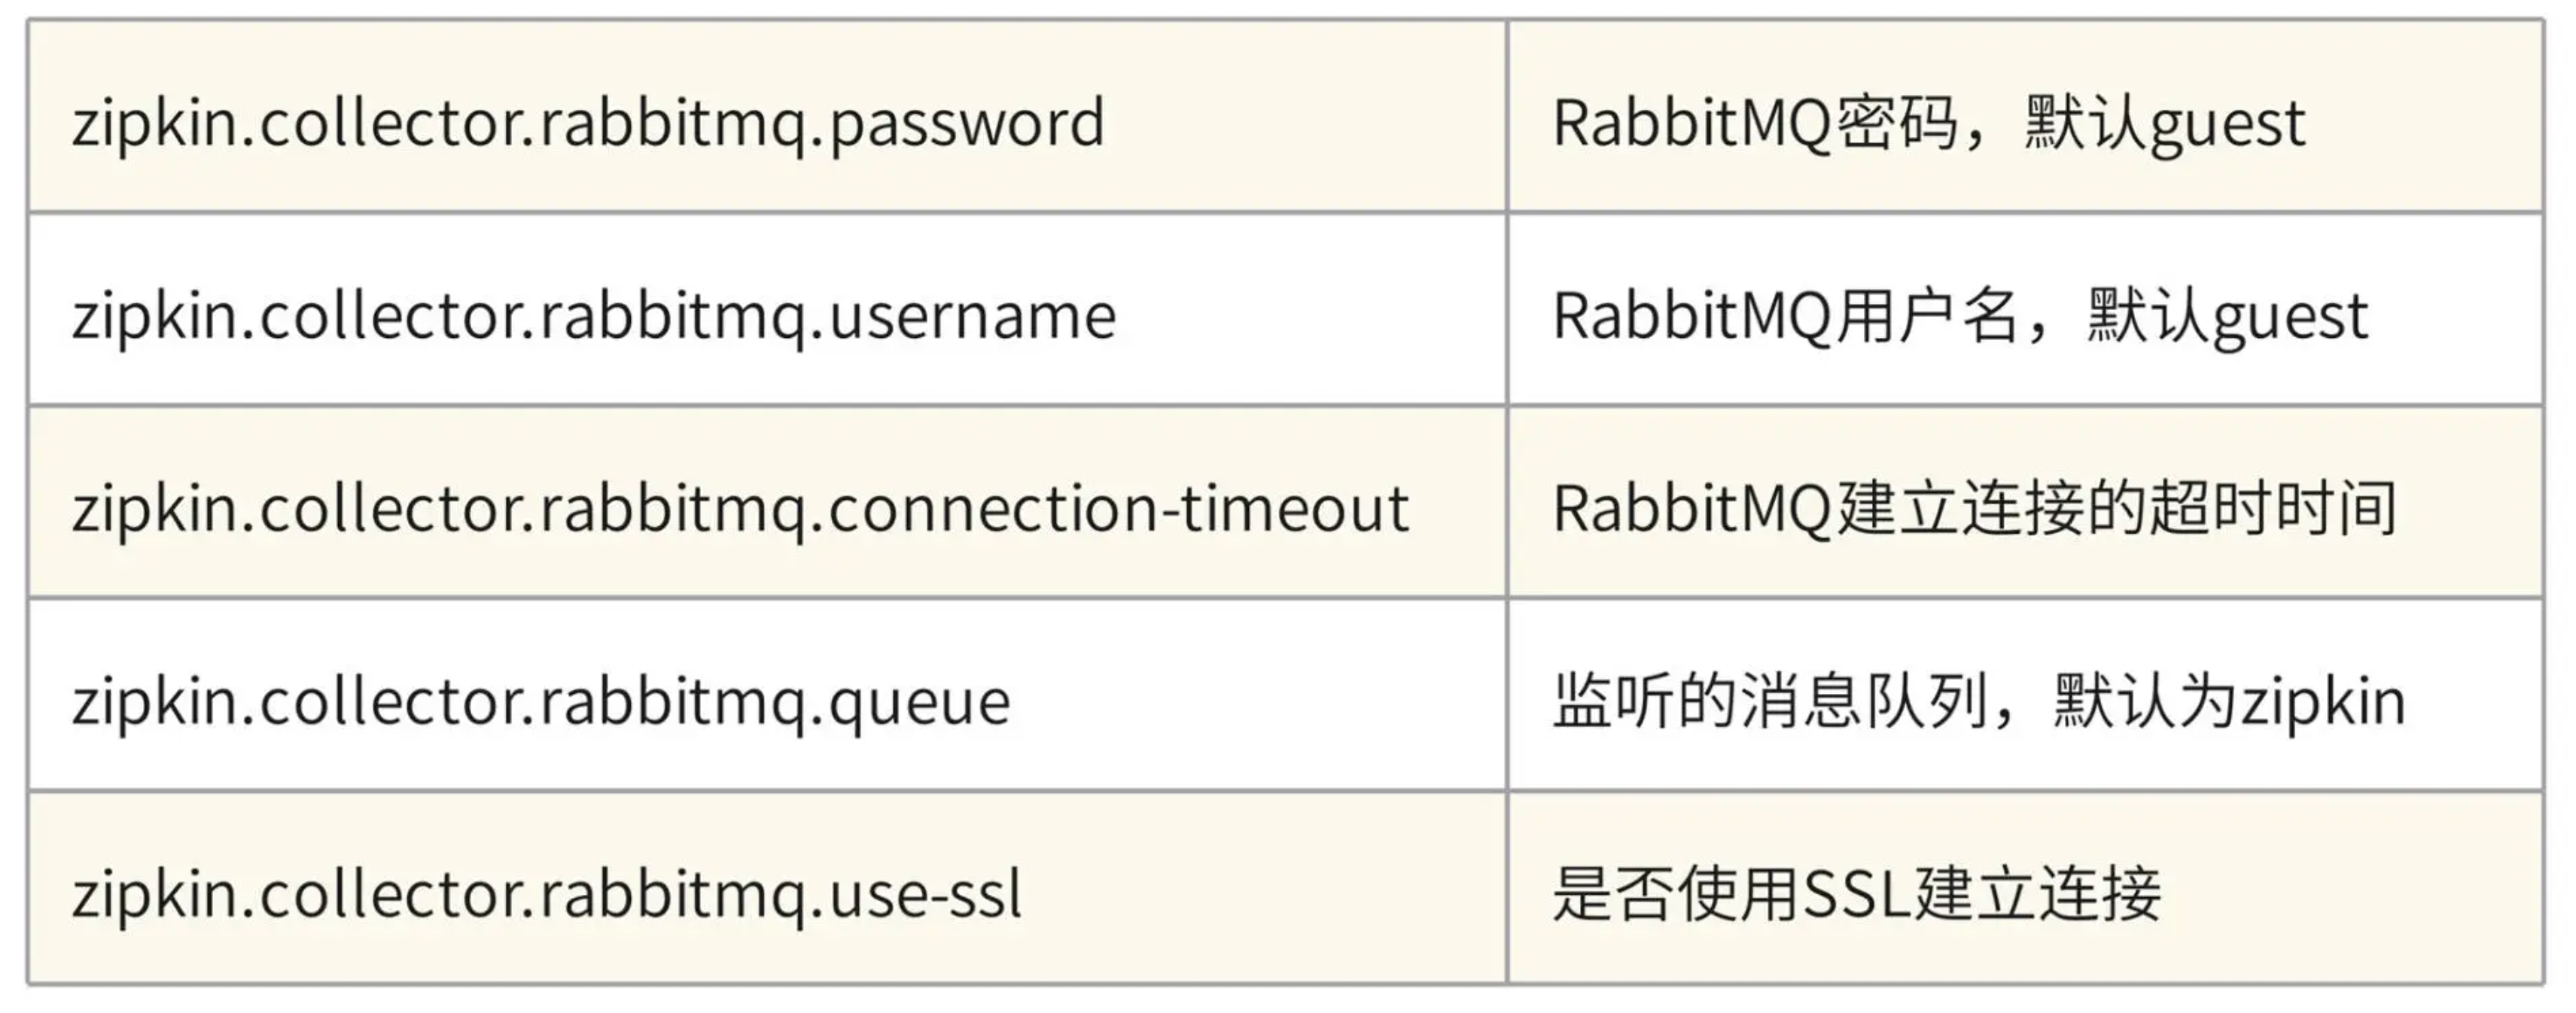 zipkin.collector.rabbitmq.password RabbitMQ密码，默认guest
zipkin.collector.rabbitmq.username RabbitMQ用户名，默认guest
zipkin.collector.rabbitmq.connection-timeout RabbitMQ建立连接的超时时间
zipkin.collector.rabbitmq.queue 监听的消息队列，默认为zipkin
zipkin.collector.rabbitmq.use-ssl 是否使用SSL建立连接